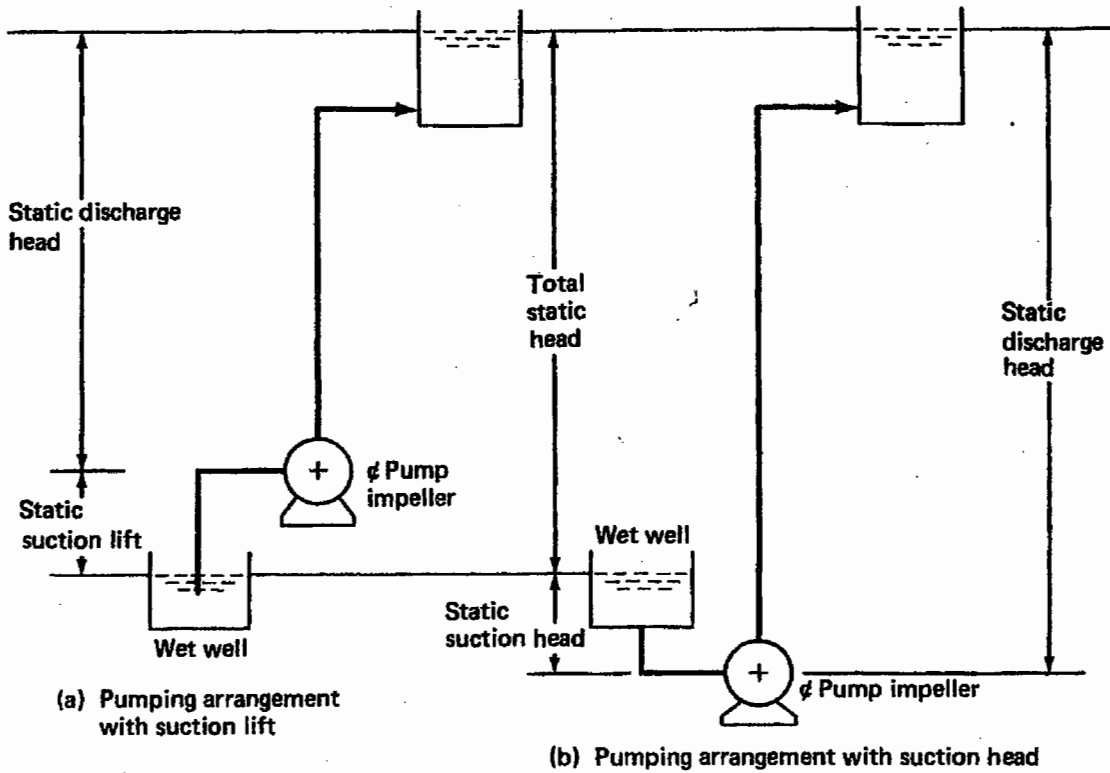 Static discharge
head
Static
suction lift
Wet well
₵ Pump
impeller
(a) Pumping arrangement
with suction lift
Total
static
head
Static
suction head
Wet well
₵ Pump impeller
Static
discharge
head
(b) Pumping arrangement with suction head